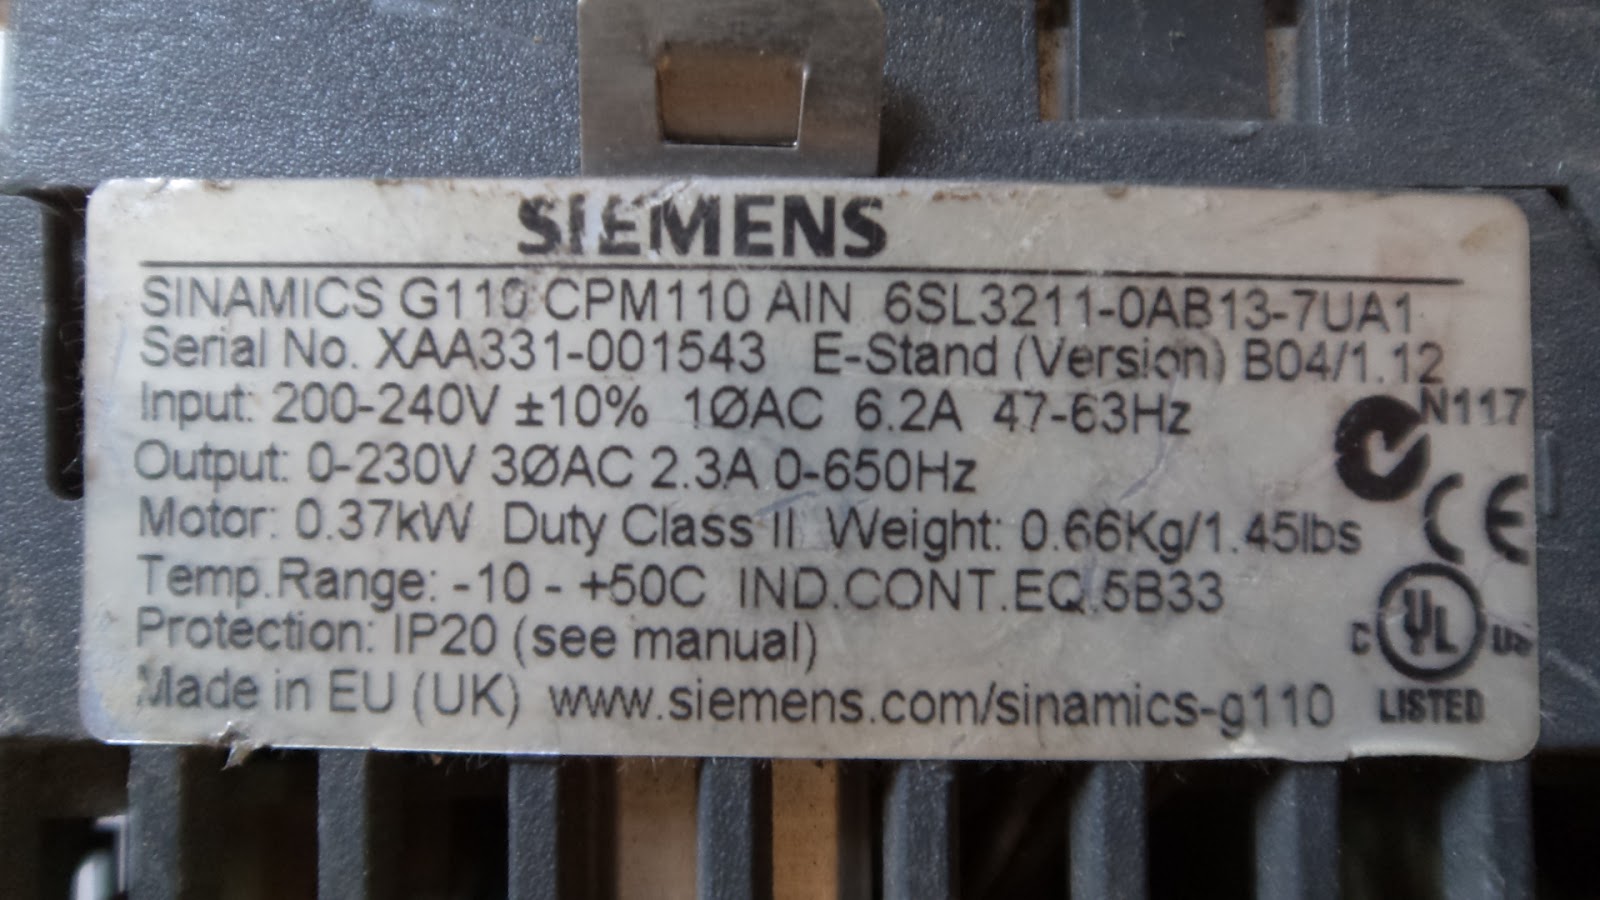 SIEMENS
SINAMICS G110 CPM110 AIN 6SL3211-0AB13-7UA1
Serial No. XAA331-001543 E-Stand (Version) B04/1.12
Input: 200-240V ±10% 1ØAC 6.2A 47-63Hz
N117
Output: 0-230V 3ØAC 2.3A 0-650Hz
Motor: 0.37kW Duty Class II Weight: 0.66Kg/1.45lbs
CE
Temp.Range: -10 - +50C IND.CONT.EQ.5B33
Protection: IP20 (see manual)
C UL US
Made in EU (UK) www.siemens.com/sinamics-g110
LISTED